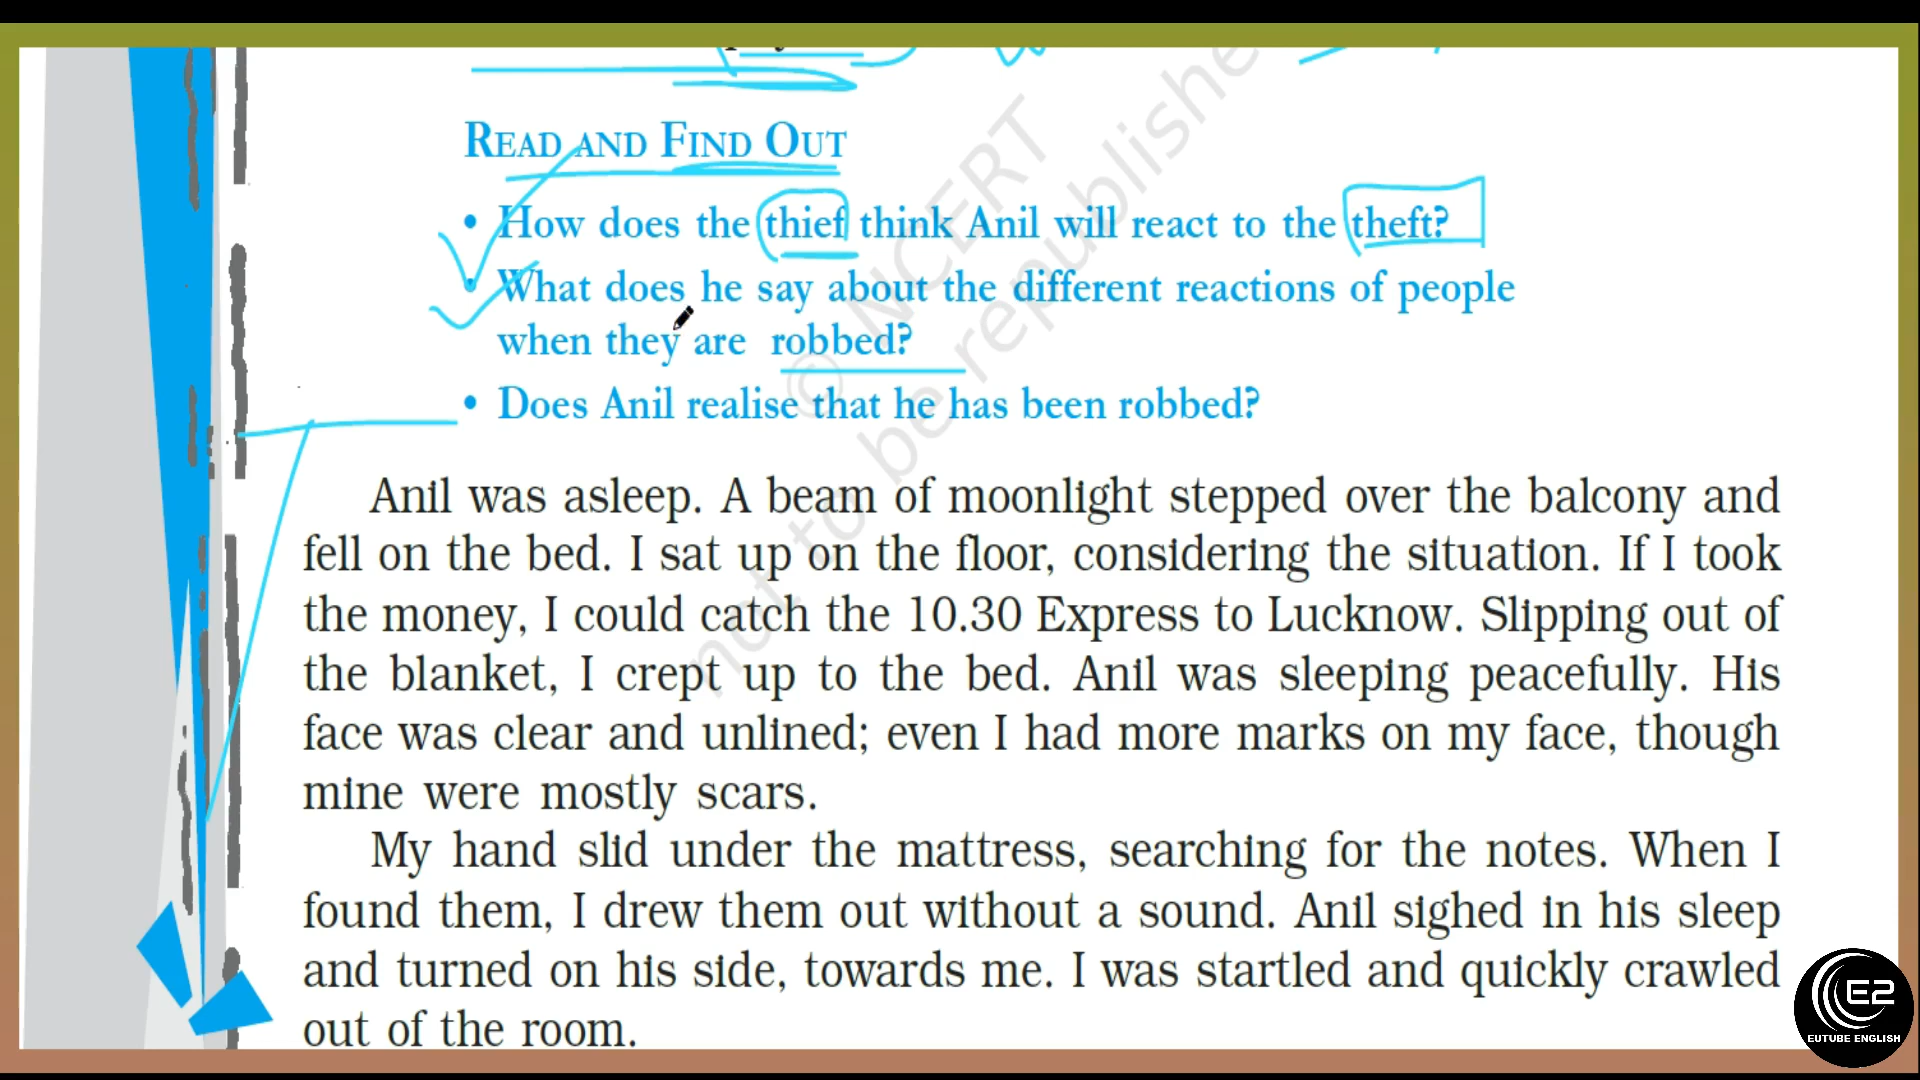 READ AND FIND OUT
• How does the thief think Anil will react to the theft?
• What does he say about the different reactions of people
when they are robbed?
• Does Anil realise that he has been robbed?
Anil was asleep. A beam of moonlight stepped over the balcony and
fell on the bed. I sat up on the floor, considering the situation. If I took
the money, I could catch the 10.30 Express to Lucknow. Slipping out of
the blanket, I crept up to the bed. Anil was sleeping peacefully. His
face was clear and unlined; even I had more marks on my face, though
mine were mostly scars.
My hand slid under the mattress, searching for the notes. When I
found them, I drew them out without a sound. Anil sighed in his sleep
and turned on his side, towards me. I was startled and quickly crawled
out of the room.
© NCERT
not to be republishe
E2
EUTUBE ENGLISH